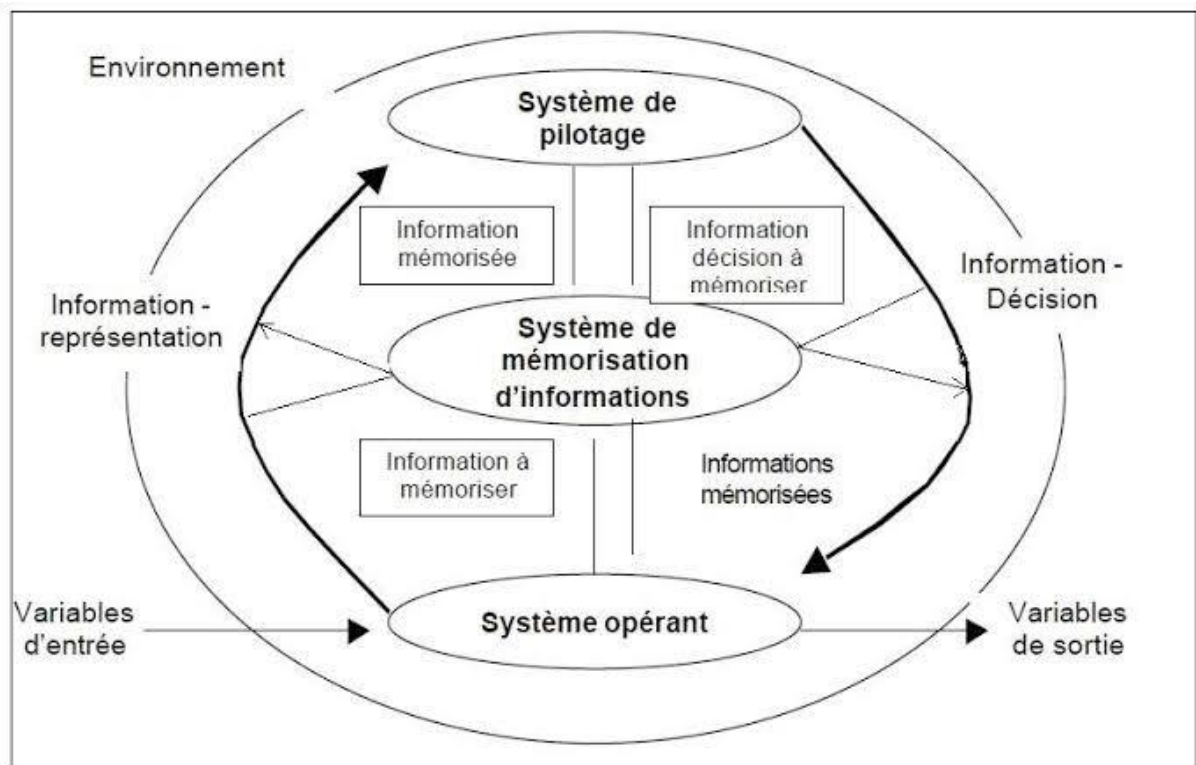 Environnement
Système de
pilotage
Information
mémorisée
Information
décision à
mémoriser
Information -
représentation
Information -
Décision
Système de
mémorisation
d'informations
Information à
mémoriser
Informations
mémorisées
Variables
d'entrée
Système opérant
Variables
de sortie